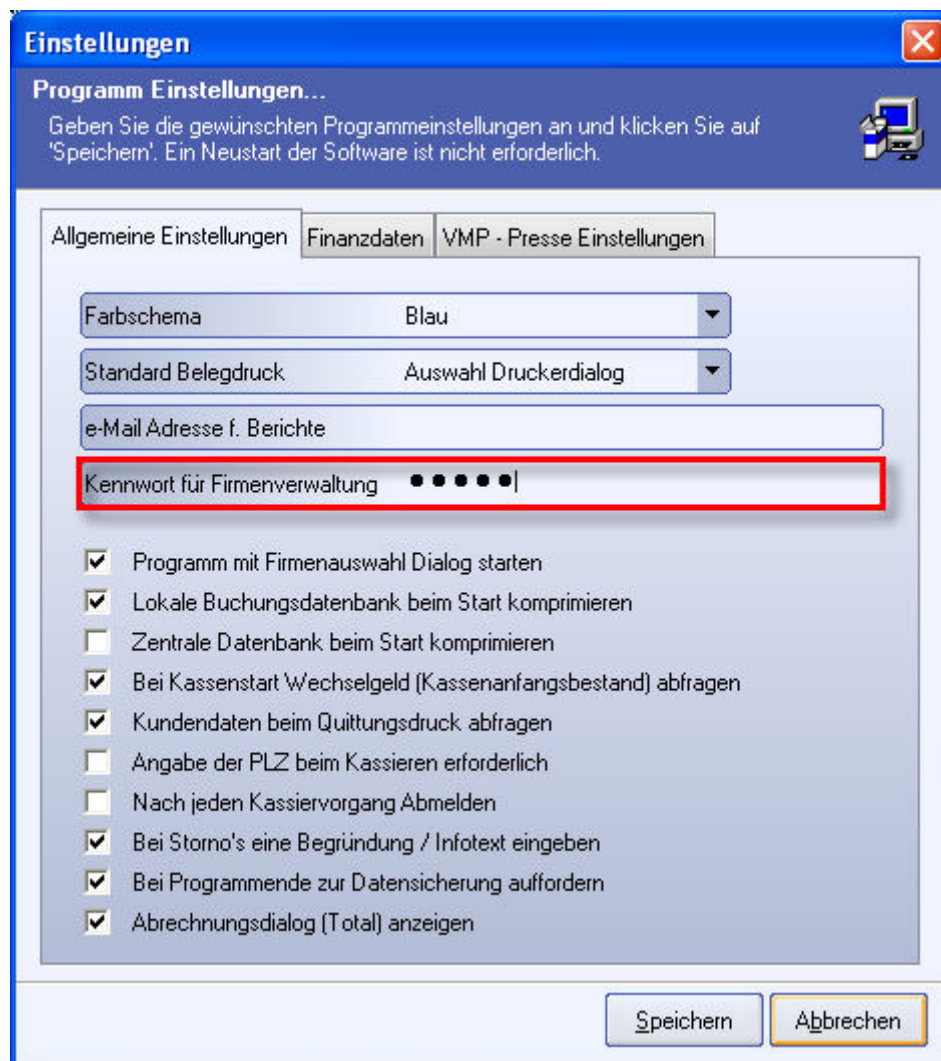 Einstellungen
Programm Einstellungen...
Geben Sie die gewünschten Programmeinstellungen an und klicken Sie auf
'Speichern'. Ein Neustart der Software ist nicht erforderlich.
Allgemeine Einstellungen Finanzdaten VMP - Presse Einstellungen
Farbschema Blau
Standard Belegdruck Auswahl Druckerdialog
e-Mail Adresse f. Berichte
Kennwort für Firmenverwaltung ●●●●●
Programm mit Firmenauswahl Dialog starten
Lokale Buchungsdatenbank beim Start komprimieren
Zentrale Datenbank beim Start komprimieren
Bei Kassenstart Wechselgeld (Kassenanfangsbestand) abfragen
Kundendaten beim Quittungsdruck abfragen
Angabe der PLZ beim Kassieren erforderlich
Nach jeden Kassiervorgang Abmelden
Bei Storno's eine Begründung / Infotext eingeben
Bei Programmende zur Datensicherung auffordern
Abrechnungsdialog (Total) anzeigen
Speichern Abbrechen